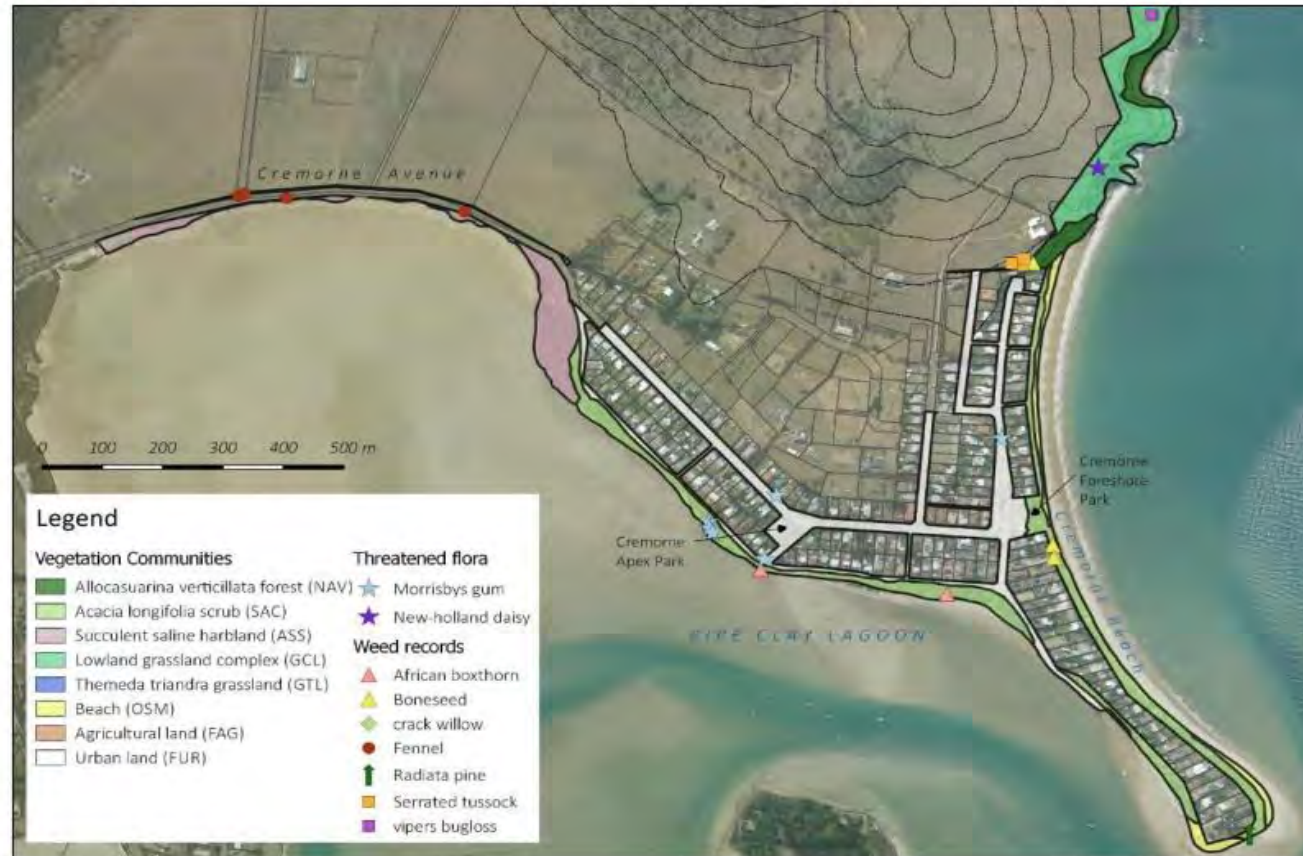 Cremorne Avenue
0 100 200 300 400 500 m
Cremorne
Foreshore
Park
Cremorne
Apex Park
Cremorne Beach
PIPE CLAY LAGOON
Legend
Vegetation Communities
Allocasuarina verticillata forest (NAV)
Acacia longifolia scrub (SAC)
Succulent saline harbland (ASS)
Lowland grassland complex (GCL)
Themeda triandra grassland (GTL)
Beach (OSM)
Agricultural land (FAG)
Urban land (FUR)
Threatened flora
Morrisbys gum
New-holland daisy
Weed records
African boxthorn
Boneseed
crack willow
Fennel
Radiata pine
Serrated tussock
vipers bugloss